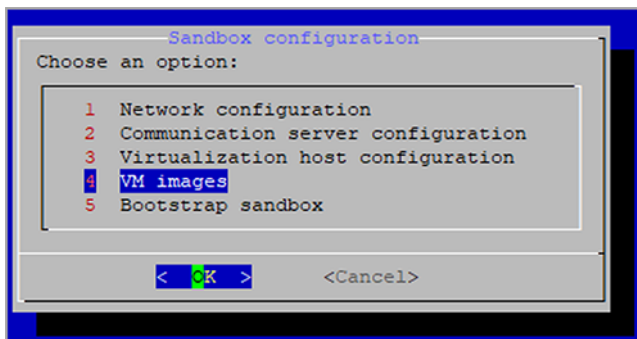 Sandbox configuration
Choose an option:
1 Network configuration
2 Communication server configuration
3 Virtualization host configuration
4 VM images
5 Bootstrap sandbox
< OK > <Cancel>